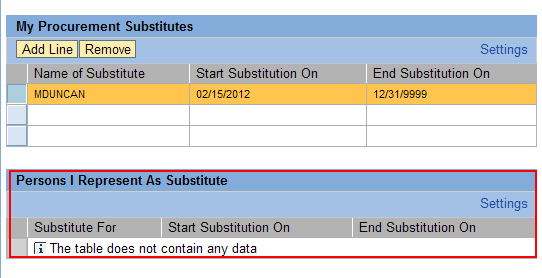 My Procurement Substitutes
Add Line Remove Settings
Name of Substitute Start Substitution On End Substitution On
MDUNCAN 02/15/2012 12/31/9999
Persons I Represent As Substitute
Settings
Substitute For Start Substitution On End Substitution On
i The table does not contain any data